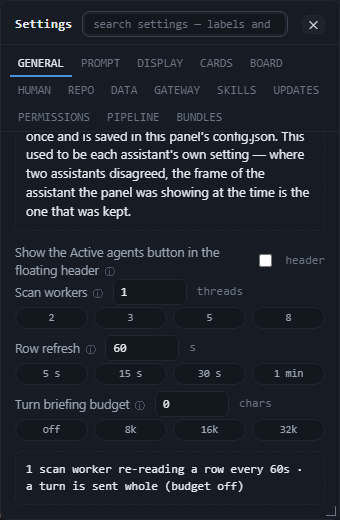 Settings
search settings — labels and
×
GENERAL PROMPT DISPLAY CARDS BOARD
HUMAN REPO DATA GATEWAY SKILLS UPDATES
PERMISSIONS PIPELINE BUNDLES
once and is saved in this panel's config.json. This
used to be each assistant's own setting — where
two assistants disagreed, the frame of the
assistant the panel was showing at the time is the
one that was kept.
Show the Active agents button in the
floating header ⓘ
header
Scan workers ⓘ 1 threads
2 3 5 8
Row refresh ⓘ 60 s
5 s 15 s 30 s 1 min
Turn briefing budget ⓘ 0 chars
off 8k 16k 32k
1 scan worker re-reading a row every 60s ·
a turn is sent whole (budget off)